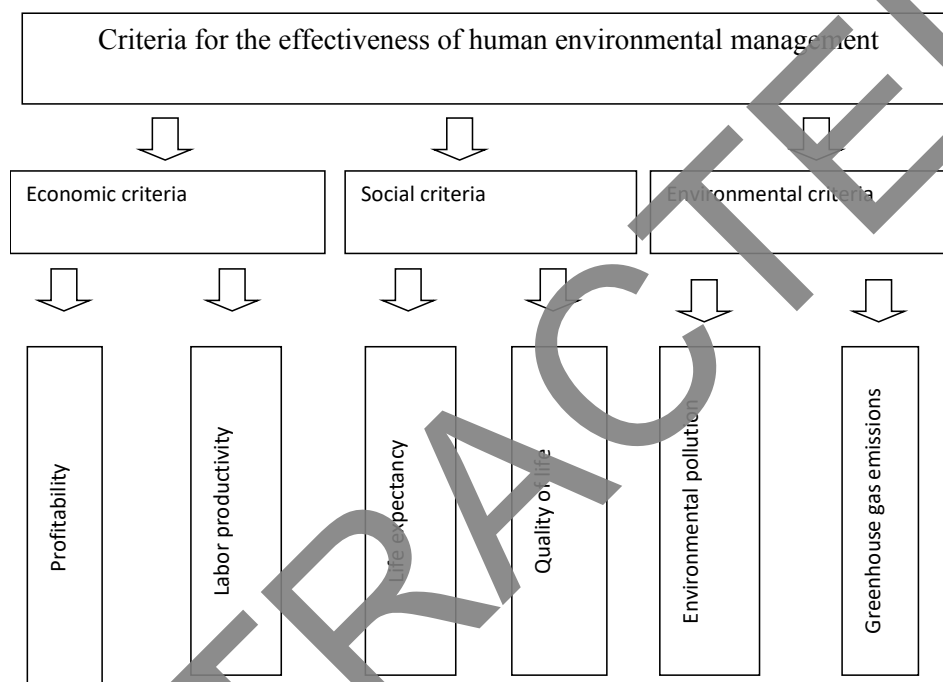 Criteria for the effectiveness of human environmental management
Economic criteria
Social criteria
Environmental criteria
Profitability
Labor productivity
Life expectancy
Quality of life
Environmental pollution
Greenhouse gas emissions